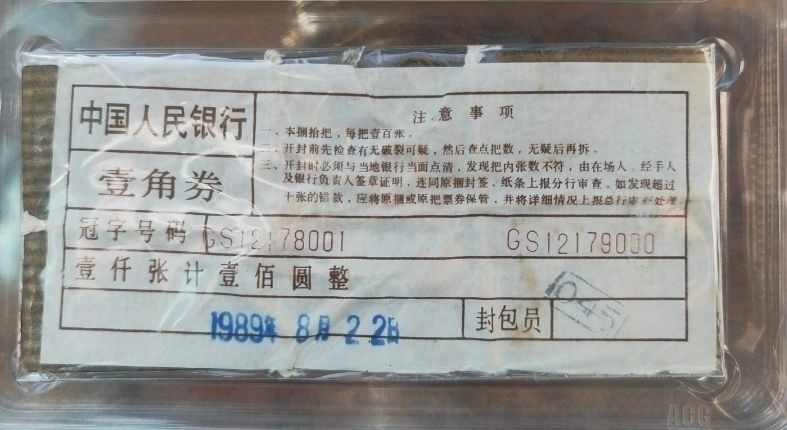 中国人民银行
壹角券
注意事项
一、本捆拾把，每把壹百张。
二、开封前先检查有无破裂可疑，然后查点把数，无疑后再拆。
三、开封时必须与当地银行当面点清，发现把内张数不符，由在场人、经手人
及银行负责人签章证明，连同原捆封签、纸条上报分行审查。如发现超过
十张的错款，应将原捆或原把票券保管，并将详细情况上报总行审查处理
冠字号码 GS12178001 GS12179000
壹仟张计壹佰圆整
1989年 8月 22日
封包员
045
ACG